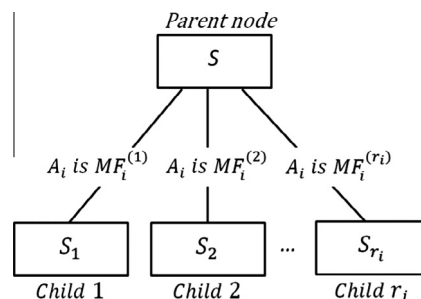 Parent node
S
A_i is MF_i^(1) A_i is MF_i^(2) A_i is MF_i^(r_i)
S_1 S_2 ... S_{r_i}
Child 1 Child 2 Child r_i